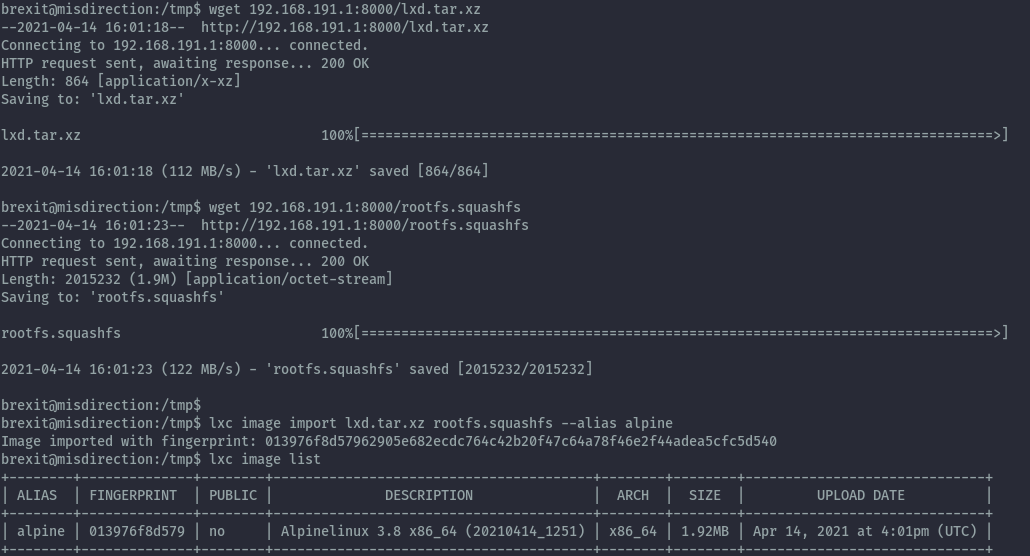 brexit@misdirection:/tmp$ wget 192.168.191.1:8000/lxd.tar.xz
--2021-04-14 16:01:18--  http://192.168.191.1:8000/lxd.tar.xz
Connecting to 192.168.191.1:8000... connected.
HTTP request sent, awaiting response... 200 OK
Length: 864 [application/x-xz]
Saving to: 'lxd.tar.xz'
lxd.tar.xz                              100%[===============================================================================>]
2021-04-14 16:01:18 (112 MB/s) - 'lxd.tar.xz' saved [864/864]
brexit@misdirection:/tmp$ wget 192.168.191.1:8000/rootfs.squashfs
--2021-04-14 16:01:23--  http://192.168.191.1:8000/rootfs.squashfs
Connecting to 192.168.191.1:8000... connected.
HTTP request sent, awaiting response... 200 OK
Length: 2015232 (1.9M) [application/octet-stream]
Saving to: 'rootfs.squashfs'
rootfs.squashfs                         100%[===============================================================================>]
2021-04-14 16:01:23 (122 MB/s) - 'rootfs.squashfs' saved [2015232/2015232]
brexit@misdirection:/tmp$
brexit@misdirection:/tmp$ lxc image import lxd.tar.xz rootfs.squashfs --alias alpine
Image imported with fingerprint: 013976f8d57962905e682ecdc764c42b20f47c64a78f46e2f44adea5cfc5d540
brexit@misdirection:/tmp$ lxc image list
+--------+--------------+--------+----------------------------------------+--------+--------+------------------------------+
| ALIAS  | FINGERPRINT  | PUBLIC |              DESCRIPTION               |  ARCH  |  SIZE  |         UPLOAD DATE          |
+--------+--------------+--------+----------------------------------------+--------+--------+------------------------------+
| alpine | 013976f8d579 | no     | Alpinelinux 3.8 x86_64 (20210414_1251) | x86_64 | 1.92MB | Apr 14, 2021 at 4:01pm (UTC) |
+--------+--------------+--------+----------------------------------------+--------+--------+------------------------------+